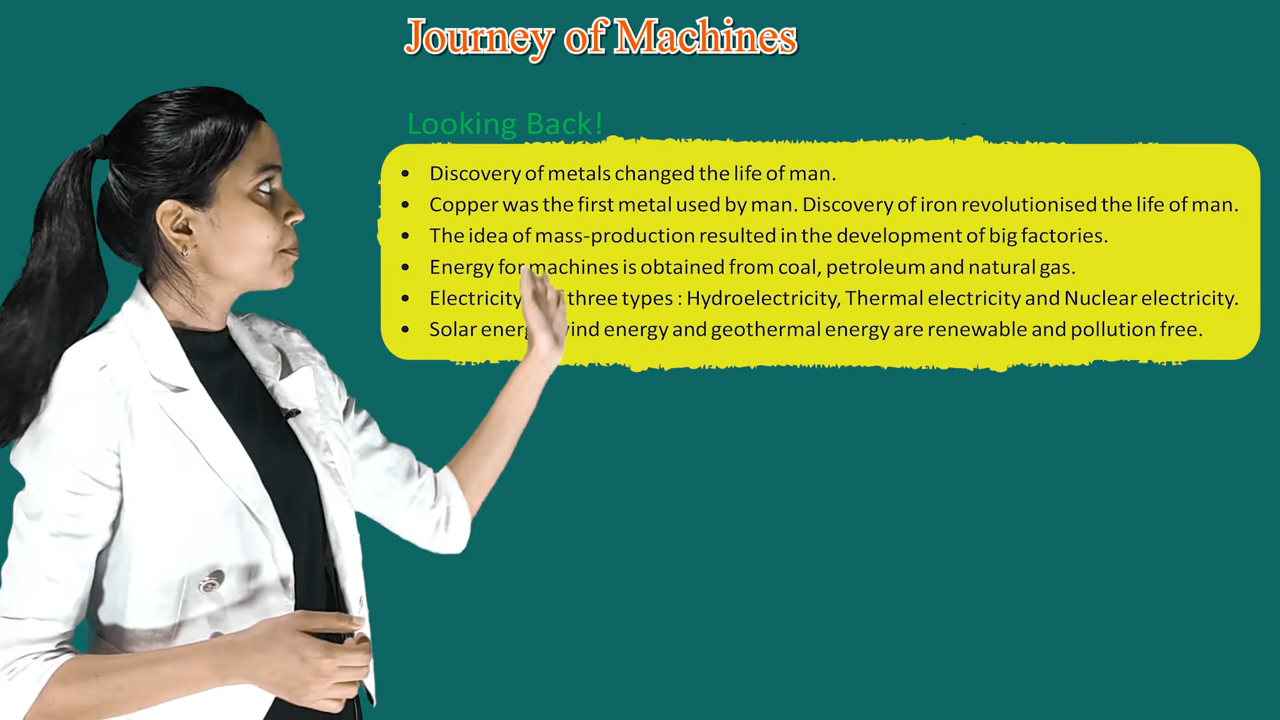 Journey of Machines
Looking Back!
• Discovery of metals changed the life of man.
• Copper was the first metal used by man. Discovery of iron revolutionised the life of man.
• The idea of mass-production resulted in the development of big factories.
• Energy for machines is obtained from coal, petroleum and natural gas.
• Electricity three types : Hydroelectricity, Thermal electricity and Nuclear electricity.
• Solar energy wind energy and geothermal energy are renewable and pollution free.